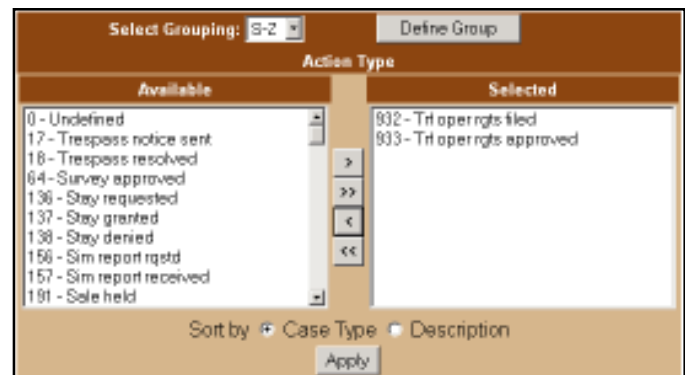 Select Grouping: S-Z Define Group
Action Type
Available Selected
0 - Undefined
17 - Trespass notice sent
18 - Trespass resolved
64 - Survey approved
136 - Stay requested
137 - Stay granted
138 - Stay denied
156 - Sim report rqstd
157 - Sim report received
191 - Sale held
>
>>
<
<<
932 - Trf oper rgts filed
933 - Trf oper rgts approved
Sort by Case Type Description
Apply